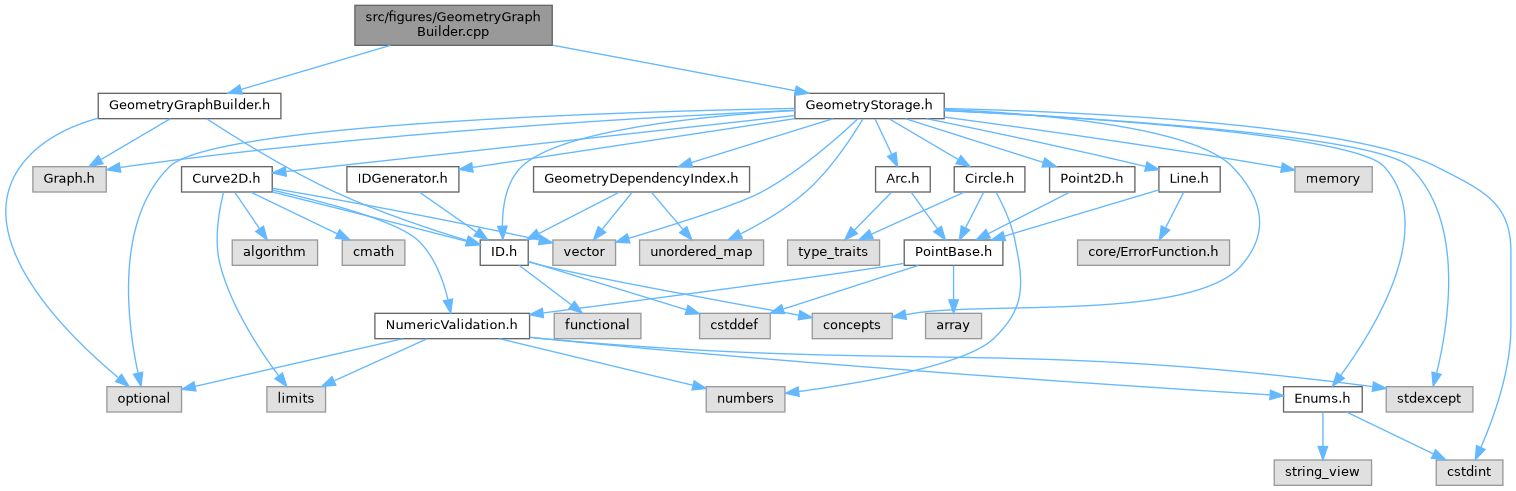 src/figures/GeometryGraph
Builder.cpp
GeometryGraphBuilder.h
GeometryStorage.h
Graph.h
Curve2D.h
IDGenerator.h
GeometryDependencyIndex.h
Arc.h
Circle.h
Point2D.h
Line.h
memory
algorithm
cmath
ID.h
vector
unordered_map
type_traits
PointBase.h
core/ErrorFunction.h
NumericValidation.h
functional
cstddef
concepts
array
optional
limits
numbers
Enums.h
stdexcept
string_view
cstdint